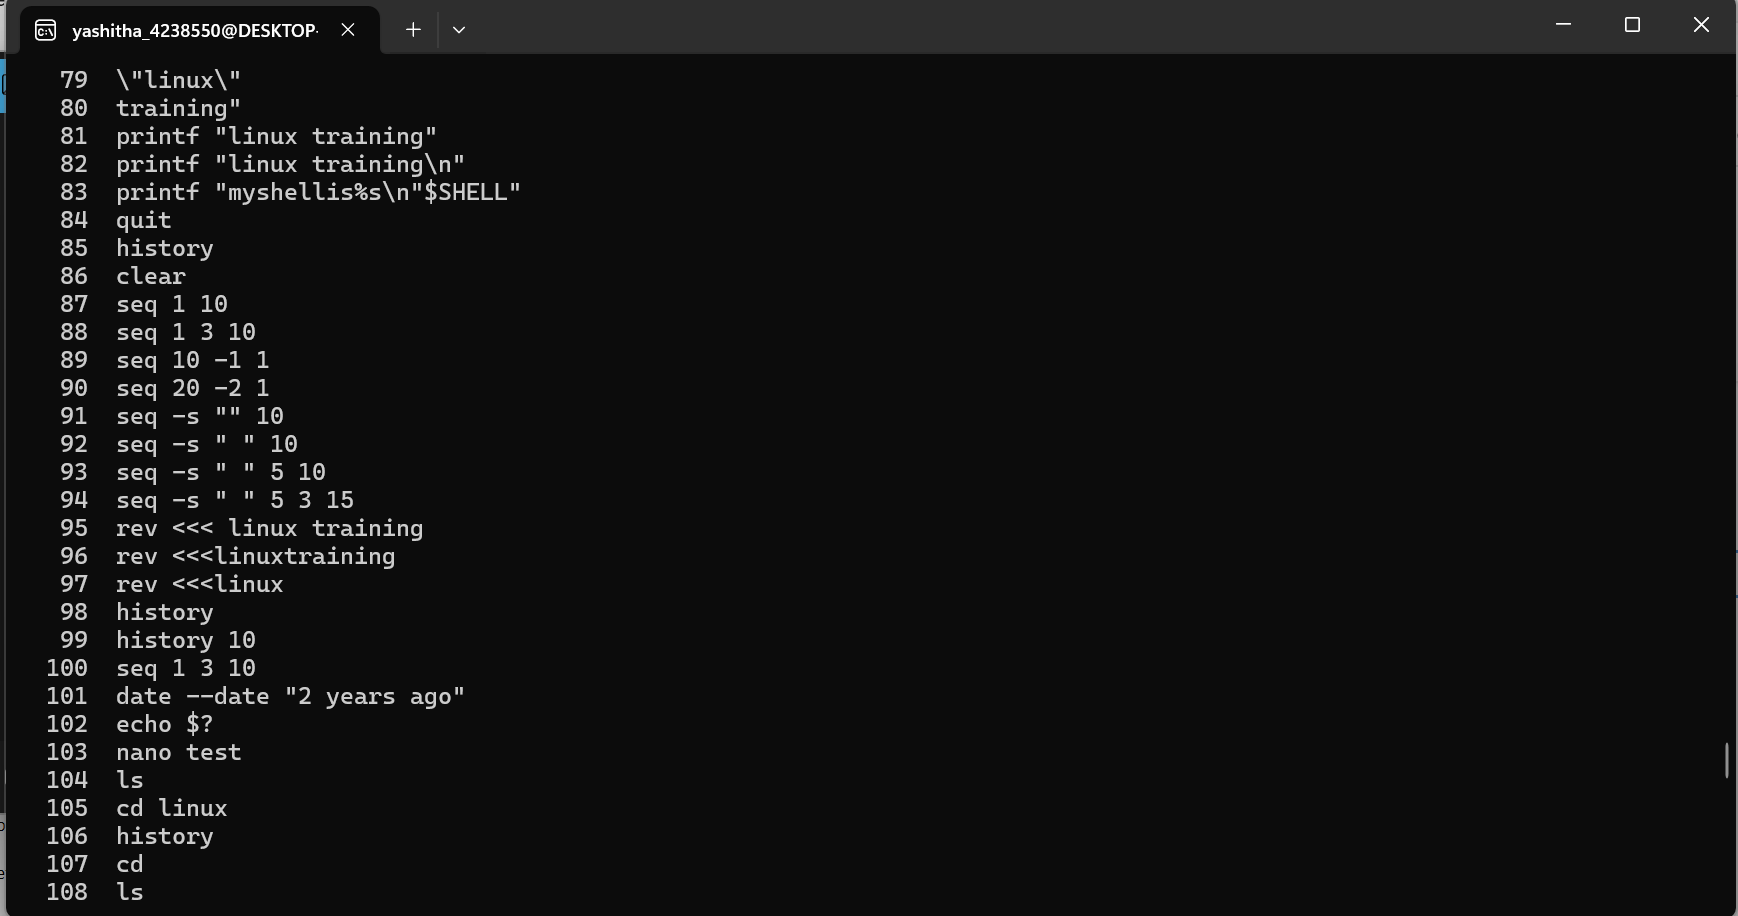 yashitha_4238550@DESKTOP-
79 \"linux\"
80 training"
81 printf "linux training"
82 printf "linux training\n"
83 printf "myshellis%s\n"$SHELL"
84 quit
85 history
86 clear
87 seq 1 10
88 seq 1 3 10
89 seq 10 -1 1
90 seq 20 -2 1
91 seq -s "" 10
92 seq -s " " 10
93 seq -s " " 5 10
94 seq -s " " 5 3 15
95 rev <<< linux training
96 rev <<<linuxtraining
97 rev <<<linux
98 history
99 history 10
100 seq 1 3 10
101 date --date "2 years ago"
102 echo $?
103 nano test
104 ls
105 cd linux
106 history
107 cd
108 ls